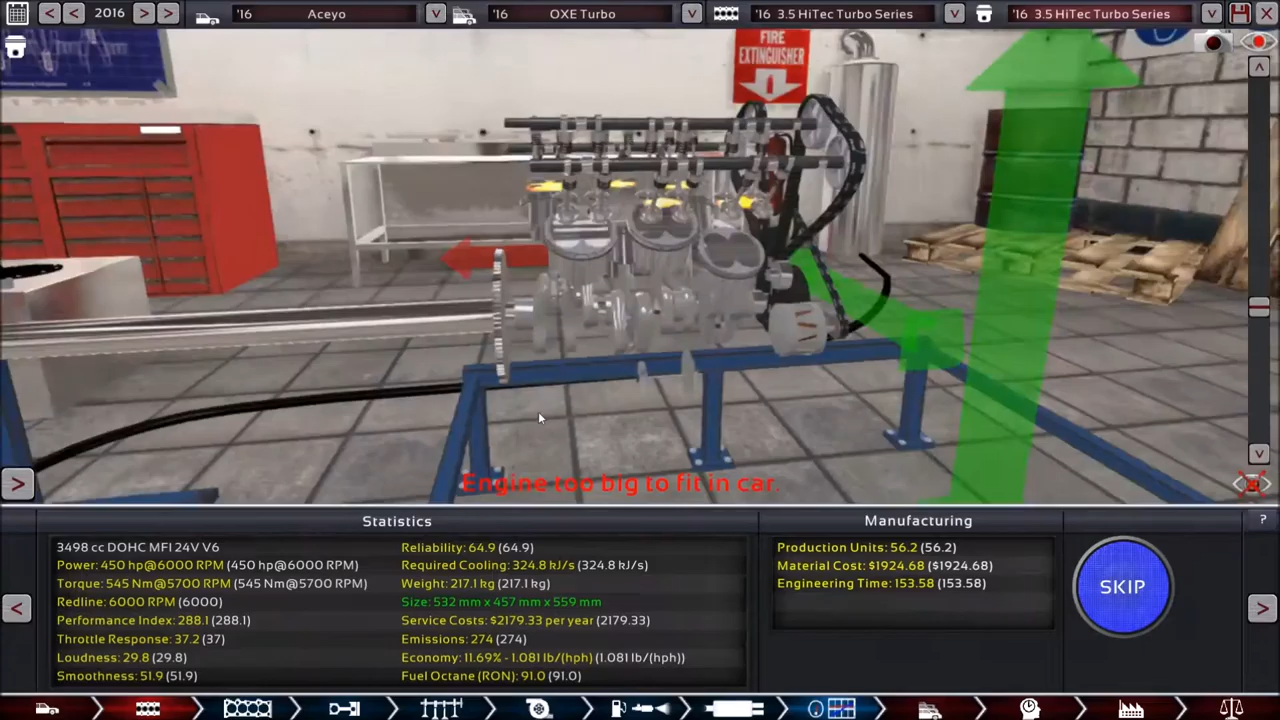 2016
'16 Aceyo
'16 OXE Turbo
'16 3.5 HiTec Turbo Series
'16 3.5 HiTec Turbo Series
FIRE
EXTINGUISHER
Engine too big to fit in car.
Statistics
Manufacturing
?
3498 cc DOHC MFI 24V V6
Power: 450 hp@6000 RPM (450 hp@6000 RPM)
Torque: 545 Nm@5700 RPM (545 Nm@5700 RPM)
Redline: 6000 RPM (6000)
Performance Index: 288.1 (288.1)
Throttle Response: 37.2 (37)
Loudness: 29.8 (29.8)
Smoothness: 51.9 (51.9)
Reliability: 64.9 (64.9)
Required Cooling: 324.8 kJ/s (324.8 kJ/s)
Weight: 217.1 kg (217.1 kg)
Size: 532 mm x 457 mm x 559 mm
Service Costs: $2179.33 per year (2179.33)
Emissions: 274 (274)
Economy: 11.69% - 1.081 lb/(hph) (1.081 lb/(hph))
Fuel Octane (RON): 91.0 (91.0)
Production Units: 56.2 (56.2)
Material Cost: $1924.68 ($1924.68)
Engineering Time: 153.58 (153.58)
SKIP